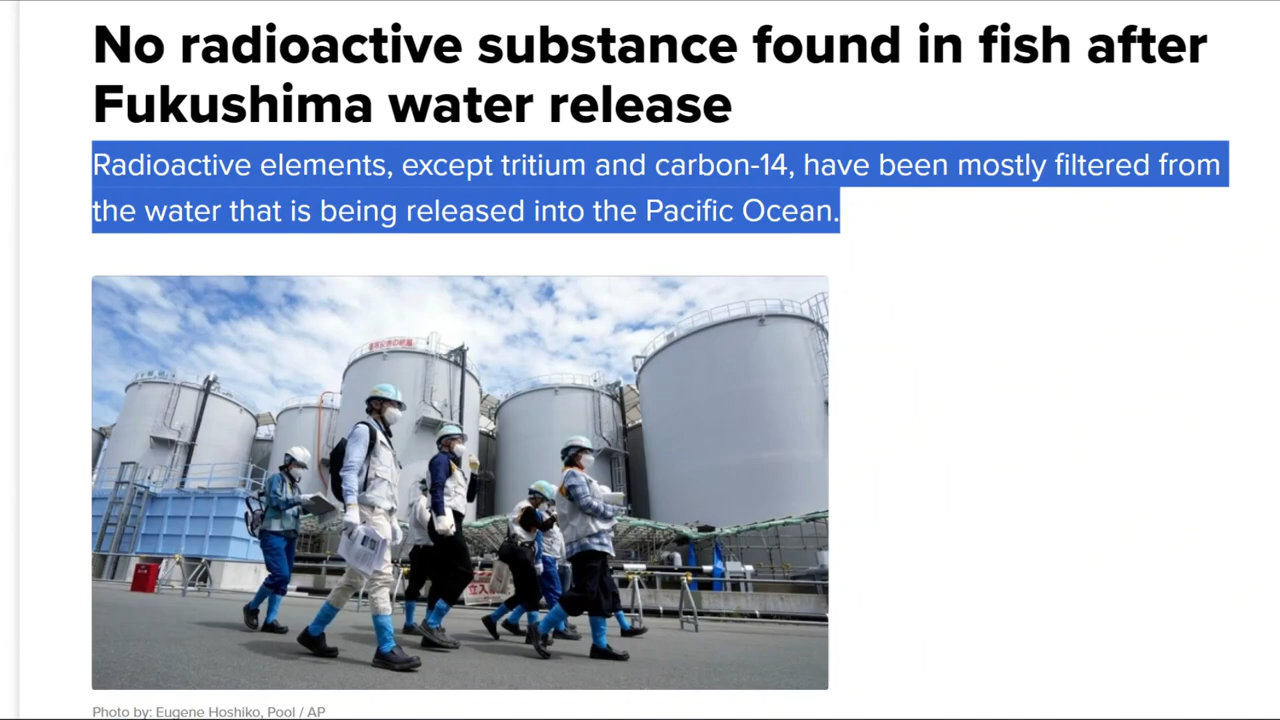 No radioactive substance found in fish after
Fukushima water release
Radioactive elements, except tritium and carbon-14, have been mostly filtered from
the water that is being released into the Pacific Ocean.
立入
Photo by: Eugene Hoshiko, Pool / AP